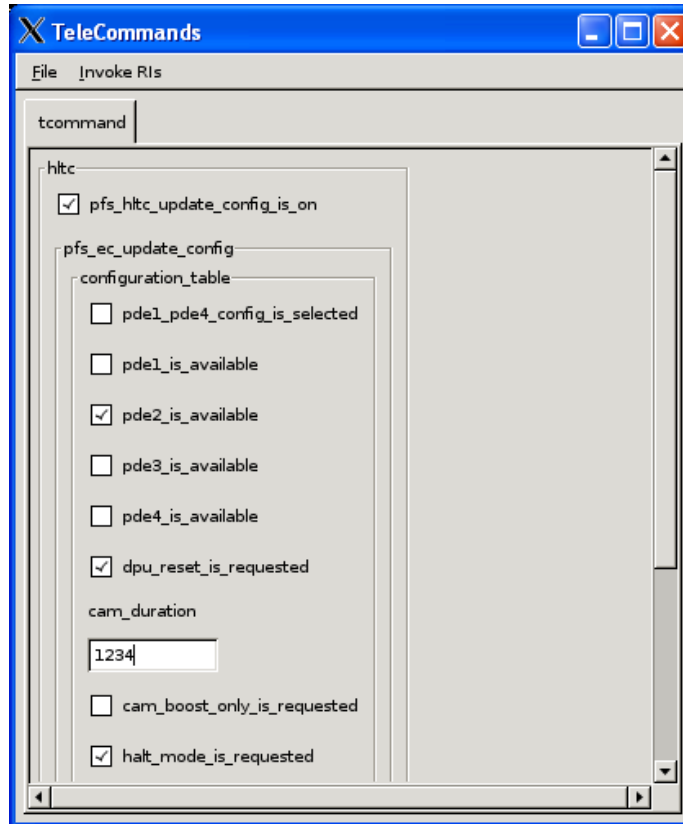 TeleCommands
File Invoke RIs
tcommand
hltc
pfs_hltc_update_config_is_on
pfs_ec_update_config
configuration_table
pde1_pde4_config_is_selected
pde1_is_available
pde2_is_available
pde3_is_available
pde4_is_available
dpu_reset_is_requested
cam_duration
1234
cam_boost_only_is_requested
halt_mode_is_requested